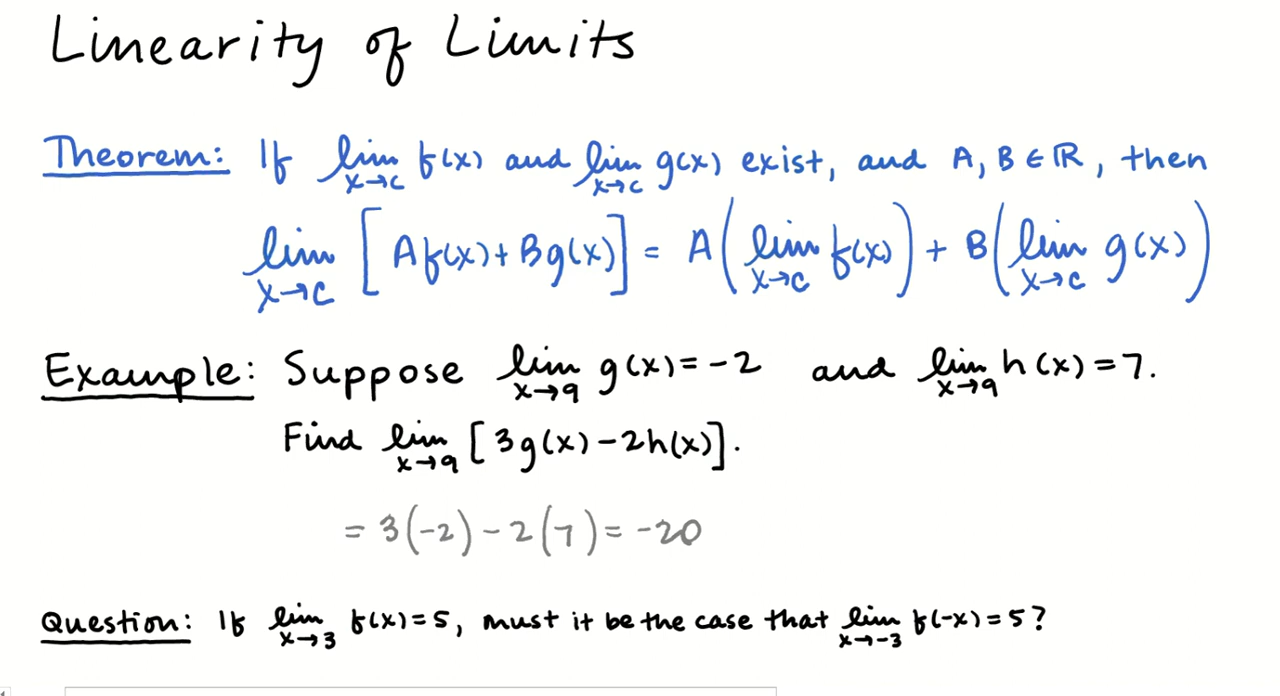 Linearity of Limits
Theorem: If lim x→c f(x) and lim x→c g(x) exist, and A, B ∈ ℝ, then
lim x→c [Af(x)+Bg(x)] = A(lim x→c f(x)) + B(lim x→c g(x))
Example: Suppose lim x→9 g(x)=-2 and lim x→9 h(x)=7.
Find lim x→9 [3g(x)-2h(x)].
= 3(-2)-2(7)=-20
Question: If lim x→3 f(x)=5, must it be the case that lim x→-3 f(-x)=5?